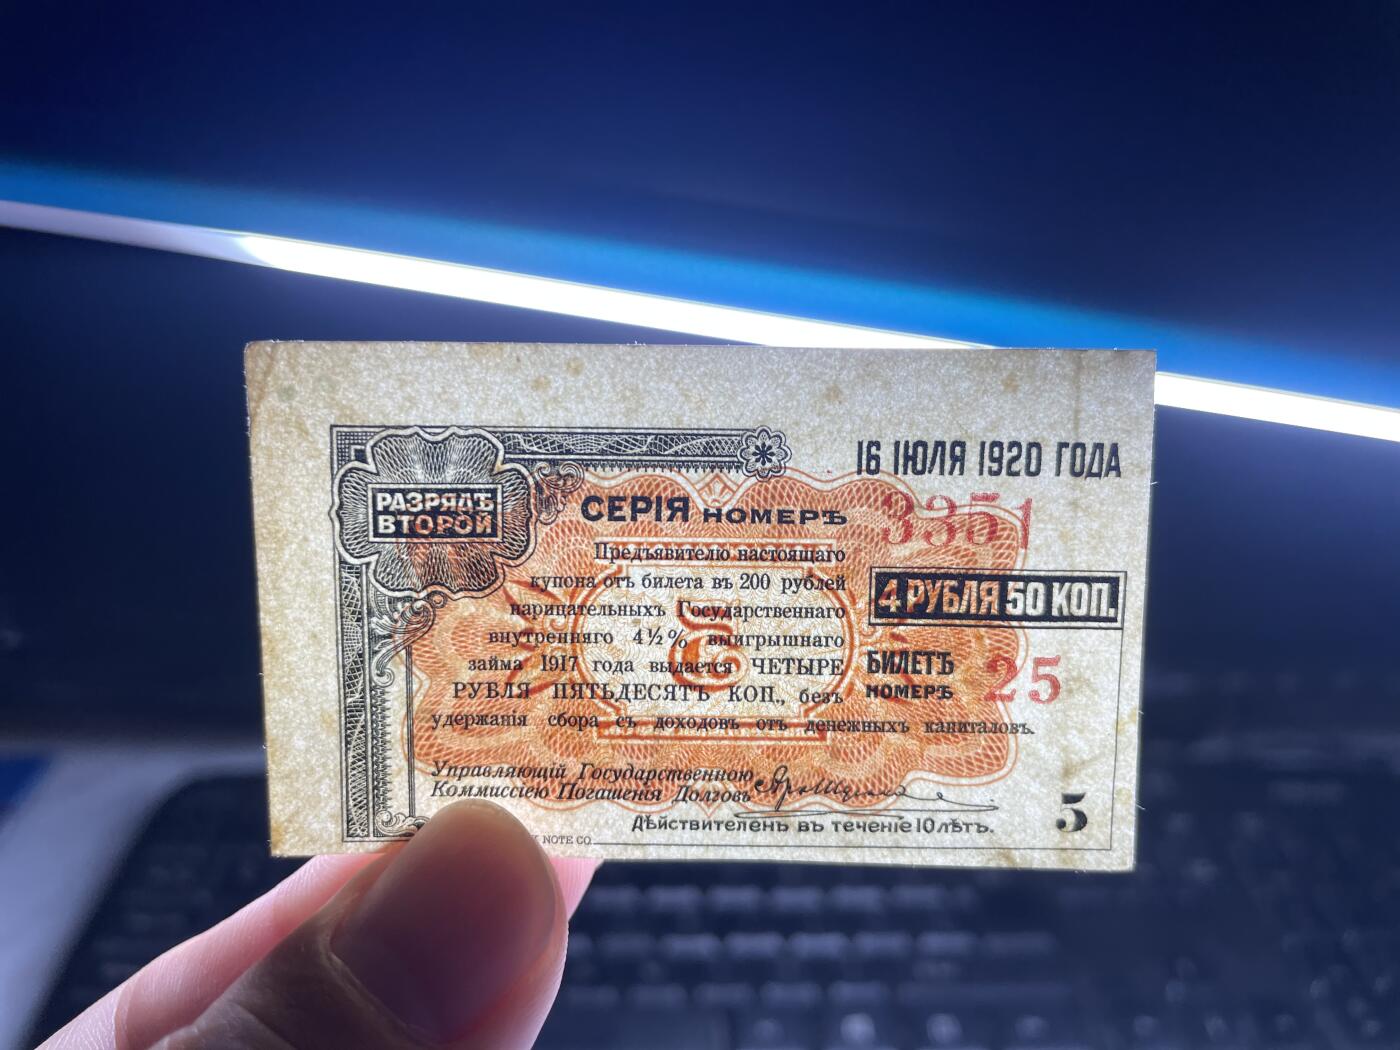 РАЗРЯДЪ
ВТОРОЙ
16 ІЮЛЯ 1920 ГОДА
СЕРІЯ НОМЕРЪ 3351
Предъявителю настоящаго
купона отъ билета въ 200 рублей
нарицательныхъ Государственнаго
внутренняго 4½% выигрышнаго
займа 1917 года выдается ЧЕТЫРЕ
РУБЛЯ ПЯТЬДЕСЯТЪ КОП., безъ
удержанія сбора съ доходовъ отъ денежныхъ капиталовъ.
5
4 РУБЛЯ 50 КОП.
БИЛЕТЪ
НОМЕРЪ 25
Управляющій Государственною
Коммиссіею Погашенія Долговъ
Дѣйствителенъ въ теченіе 10 лѣтъ.
5
NOTE CO.